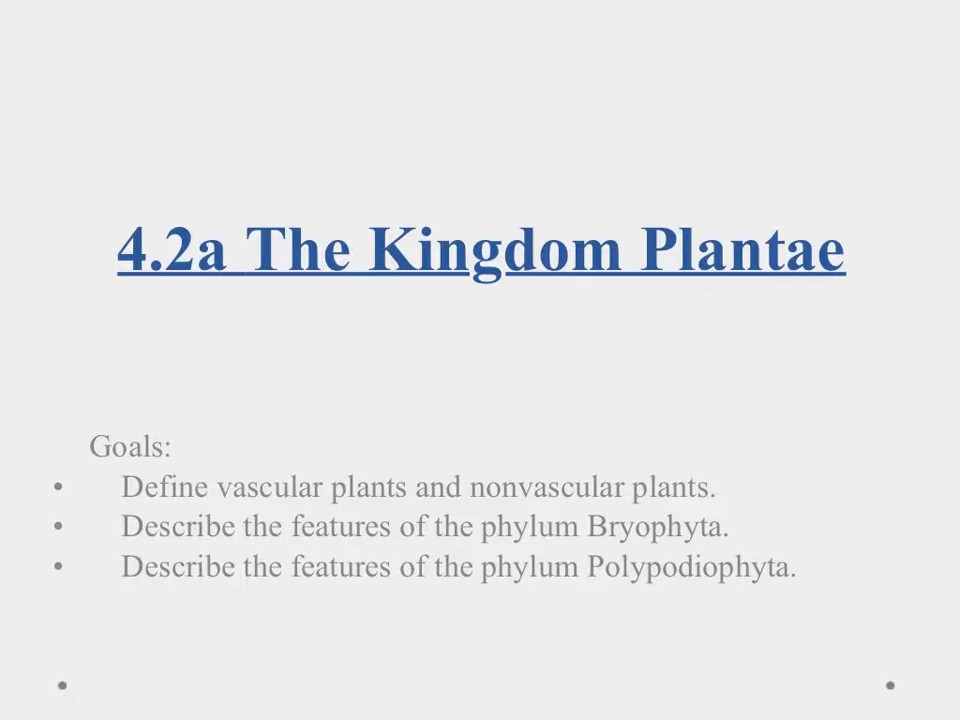 4.2a The Kingdom Plantae
Goals:
• Define vascular plants and nonvascular plants.
• Describe the features of the phylum Bryophyta.
• Describe the features of the phylum Polypodiophyta.